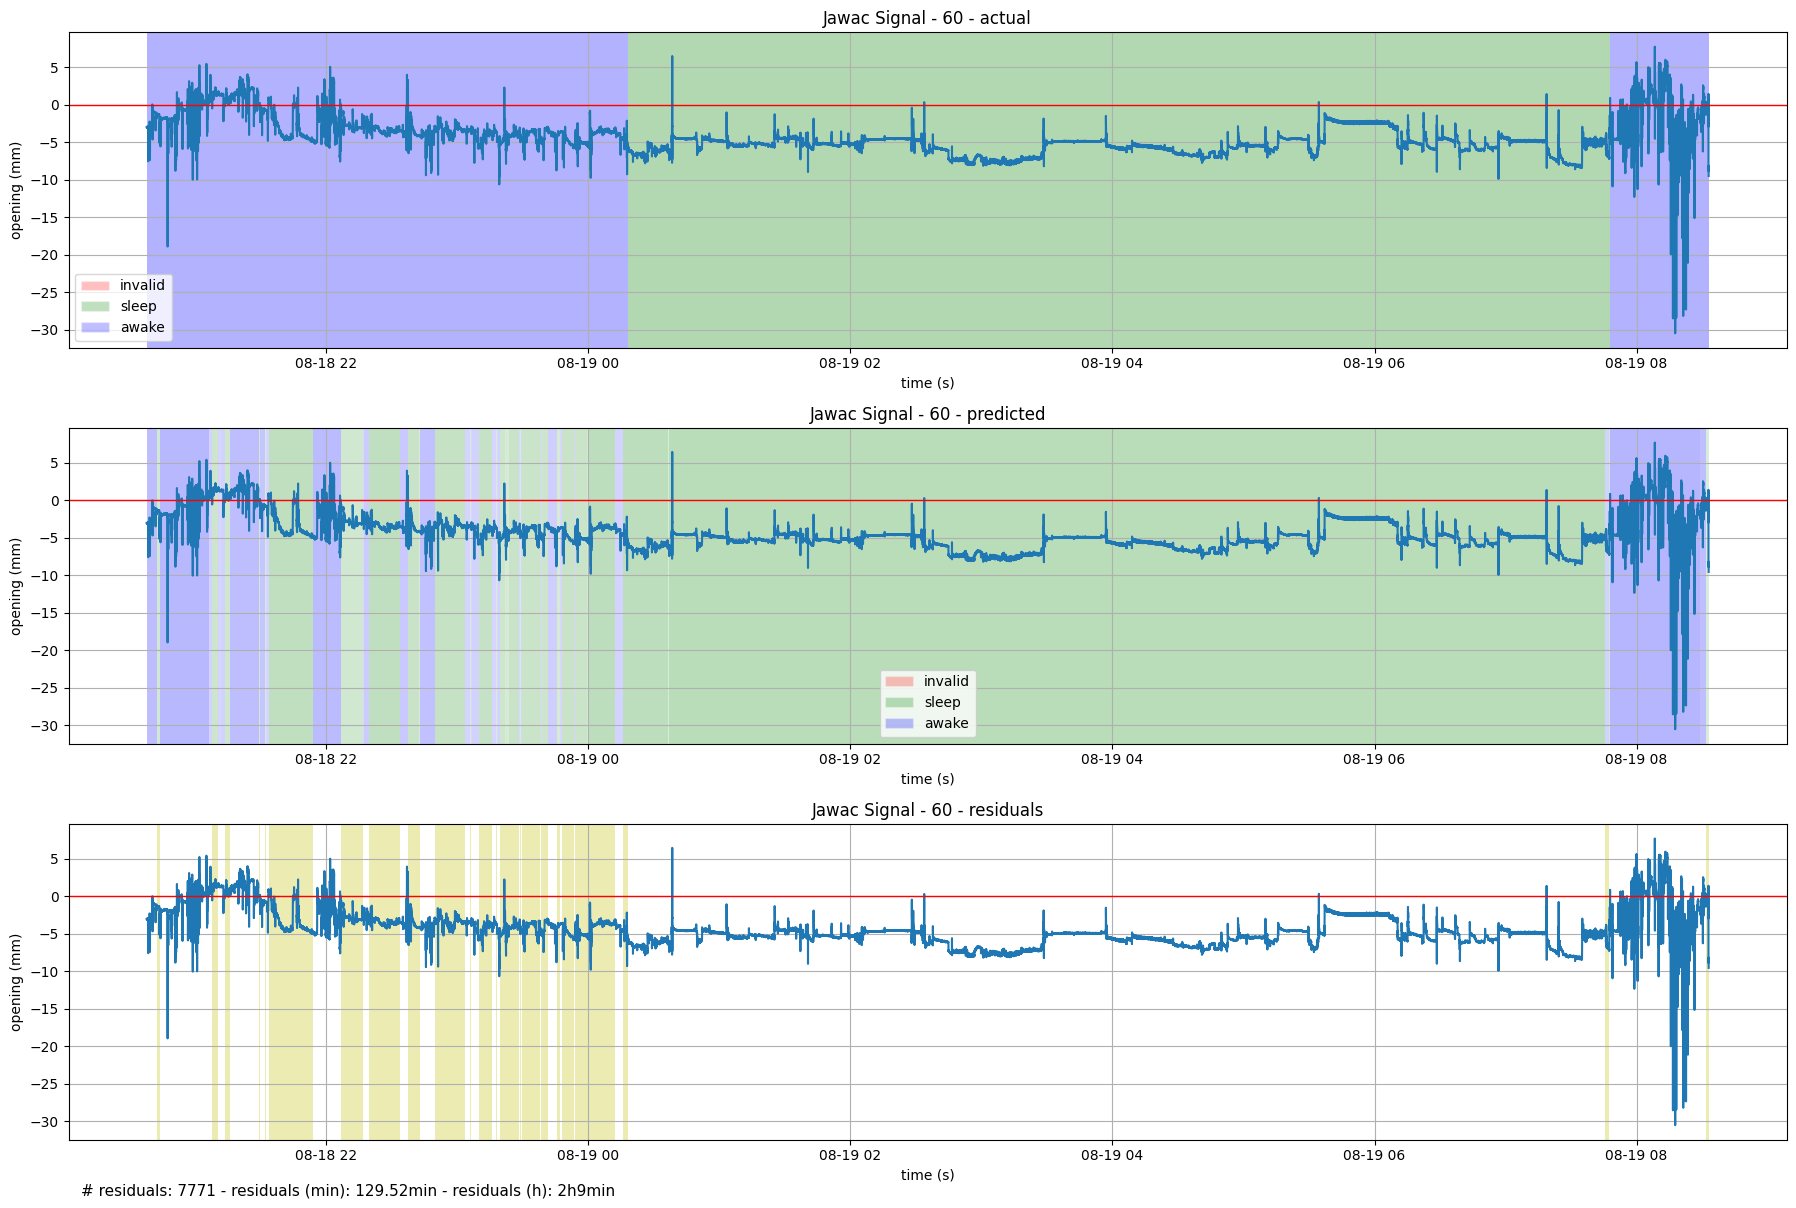 Jawac Signal - 60 - actual
opening (mm)
5
0
−5
−10
−15
−20
−25
−30
invalid
sleep
awake
08-18 22
08-19 00
08-19 02
08-19 04
08-19 06
08-19 08
time (s)
Jawac Signal - 60 - predicted
opening (mm)
5
0
−5
−10
−15
−20
−25
−30
invalid
sleep
awake
08-18 22
08-19 00
08-19 02
08-19 04
08-19 06
08-19 08
time (s)
Jawac Signal - 60 - residuals
opening (mm)
5
0
−5
−10
−15
−20
−25
−30
08-18 22
08-19 00
08-19 02
08-19 04
08-19 06
08-19 08
time (s)
# residuals: 7771 - residuals (min): 129.52min - residuals (h): 2h9min